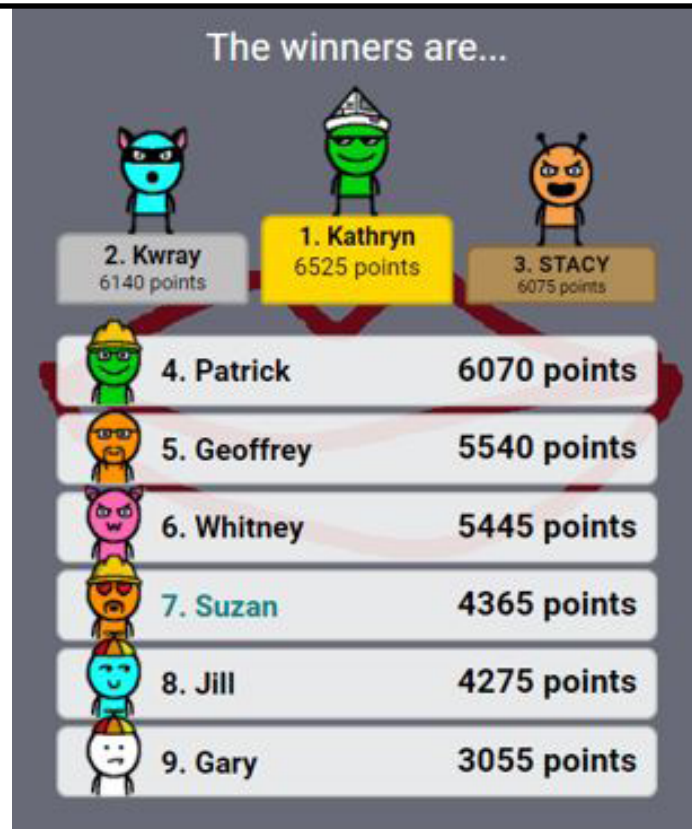 The winners are...
1. Kathryn
6525 points
2. Kwray
6140 points
3. STACY
6075 points
4. Patrick 6070 points
5. Geoffrey 5540 points
6. Whitney 5445 points
7. Suzan 4365 points
8. Jill 4275 points
9. Gary 3055 points